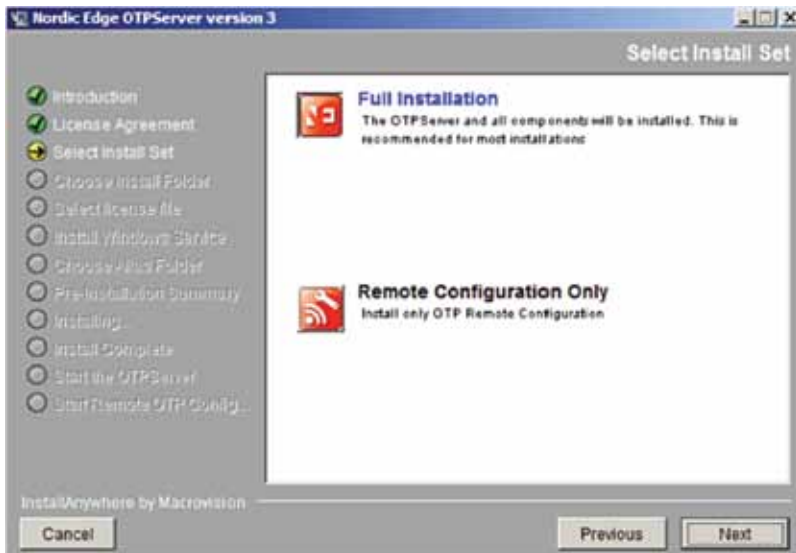 Nordic Edge OTPServer version 3
Select Install Set
Introduction
License Agreement
Select Install Set
Choose Install Folder
Select license file
Install Windows Service
Choose Alias Folder
Pre-Installation Summary
Installing...
Install Complete
Start the OTPServer
Start Remote OTP Config...
Full Installation
The OTPServer and all components will be installed. This is
recommended for most installations
Remote Configuration Only
Install only OTP Remote Configuration
InstallAnywhere by Macrovision
Cancel
Previous
Next